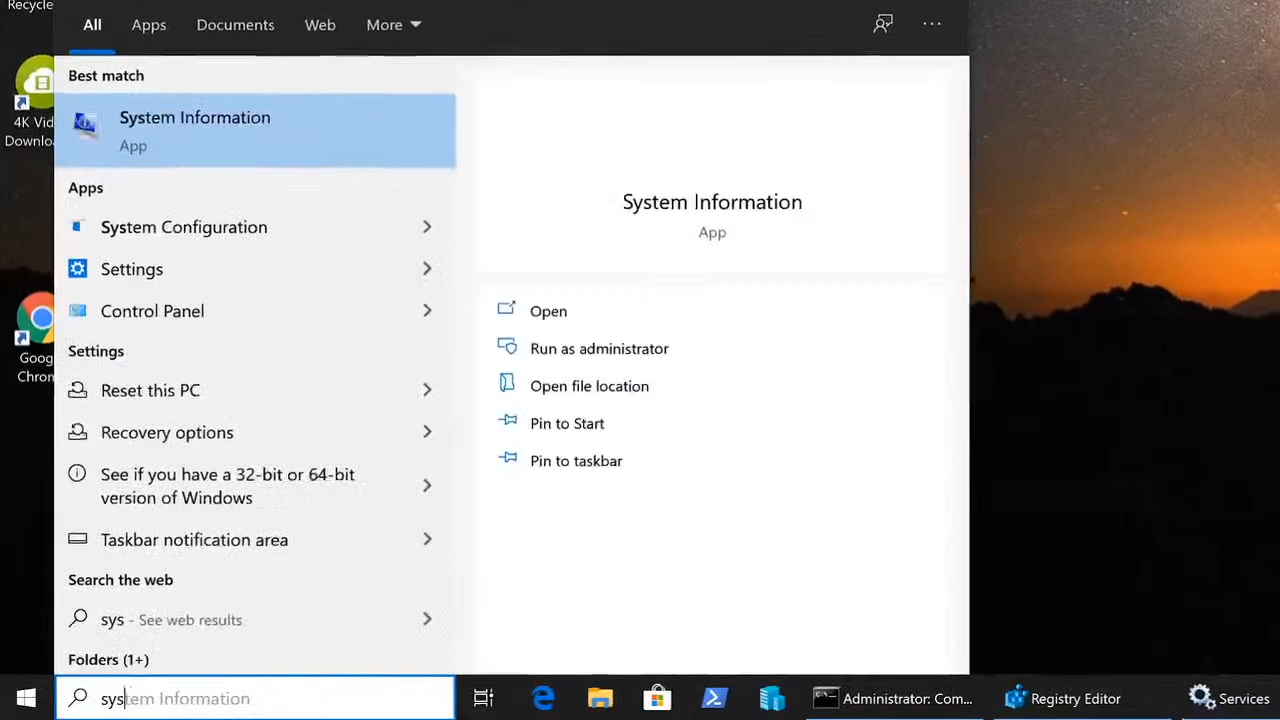 Recycle
4K Vid
Downlo
Goog
Chron
All
Apps
Documents
Web
More
Best match
System Information
App
Apps
System Configuration
Settings
Control Panel
Settings
Reset this PC
Recovery options
See if you have a 32-bit or 64-bit
version of Windows
Taskbar notification area
Search the web
sys - See web results
Folders (1+)
System Information
App
Open
Run as administrator
Open file location
Pin to Start
Pin to taskbar
system Information
Administrator: Com...
Registry Editor
Services